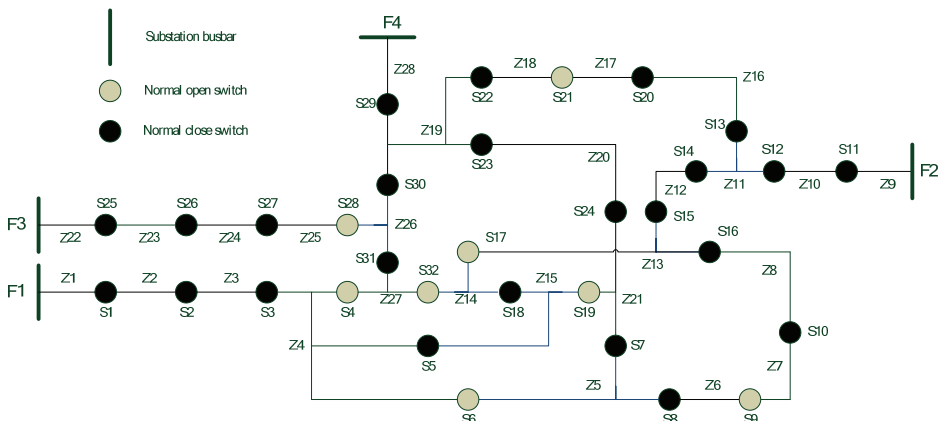 F4
Substation busbar
Z28
Z18
Z17
S22
S21
S20
Z16
Normal open switch
S29
Normal close switch
Z19
S13
S23
Z20
S14
S12
S11
F2
Z12
Z11
Z10
Z9
S30
S25
S26
S27
S28
S24
S15
F3
Z22
Z23
Z24
Z25
Z26
S17
S16
Z13
Z8
S31
S32
F1
Z1
Z2
Z3
Z15
Z27
Z14
Z21
S1
S2
S3
S4
S18
S19
S10
Z4
S5
S7
Z7
Z5
Z6
S6
S8
S9